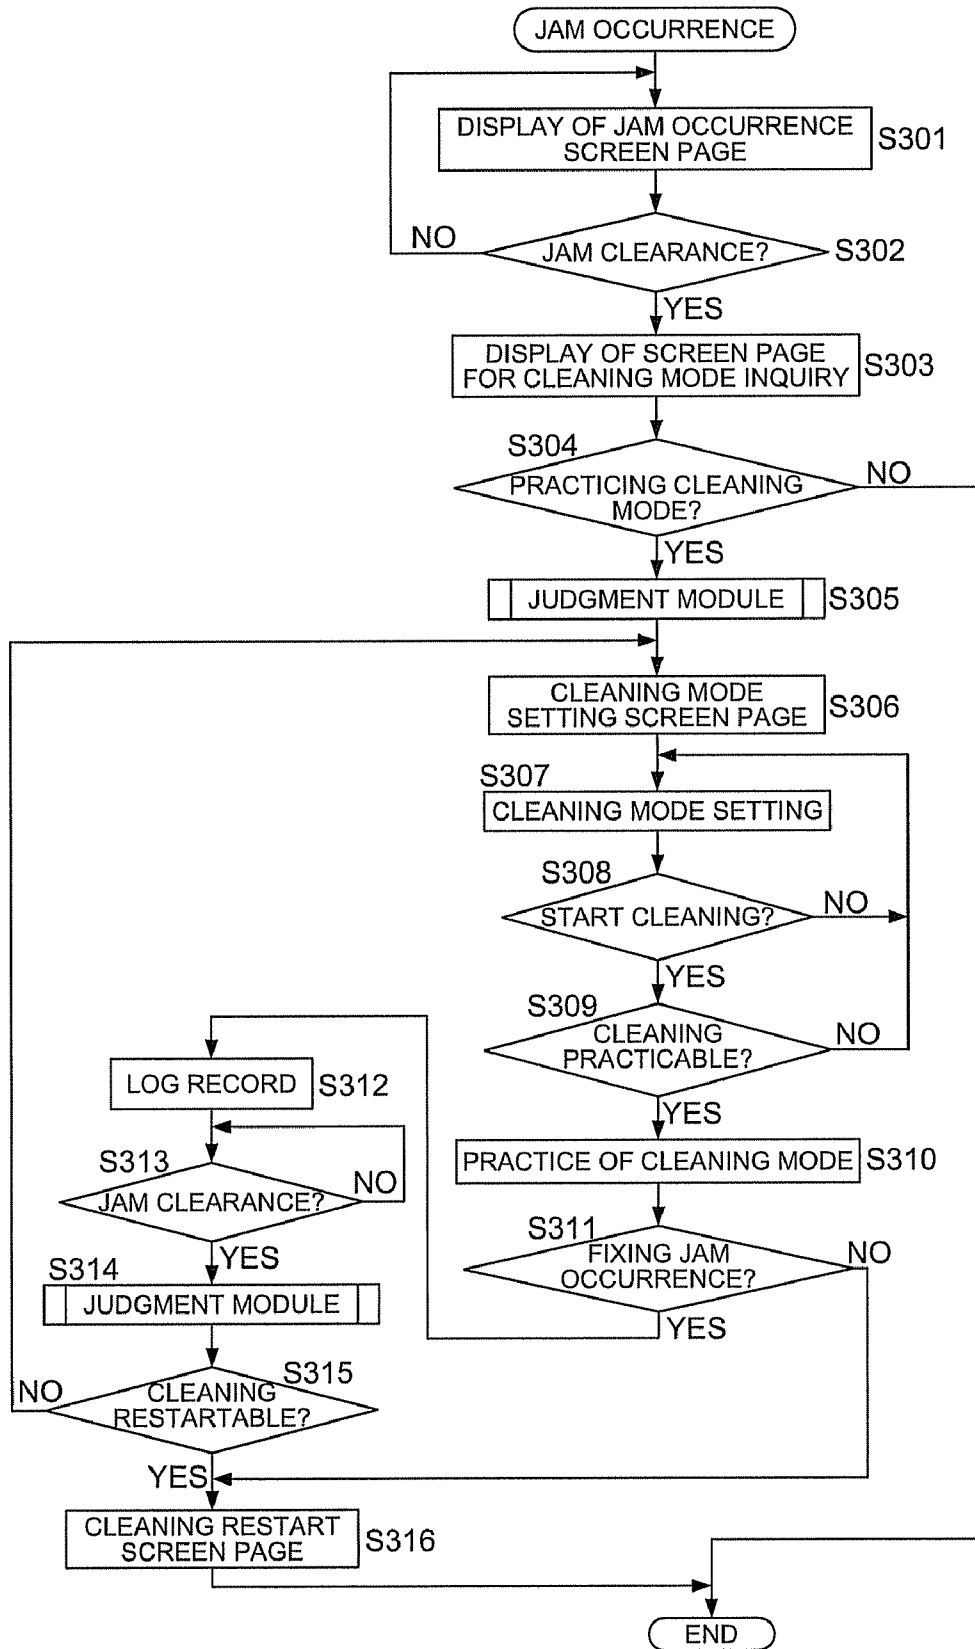 JAM OCCURRENCE
DISPLAY OF JAM OCCURRENCE
SCREEN PAGE
S301
NO
JAM CLEARANCE?
S302
YES
DISPLAY OF SCREEN PAGE
FOR CLEANING MODE INQUIRY
S303
S304
PRACTICING CLEANING
MODE?
NO
YES
JUDGMENT MODULE
S305
CLEANING MODE
SETTING SCREEN PAGE
S306
S307
CLEANING MODE SETTING
S308
START CLEANING?
NO
YES
S309
CLEANING
PRACTICABLE?
NO
YES
PRACTICE OF CLEANING MODE
S310
S311
FIXING JAM
OCCURRENCE?
NO
YES
LOG RECORD
S312
S313
JAM CLEARANCE?
NO
YES
S314
JUDGMENT MODULE
S315
CLEANING
RESTARTABLE?
NO
YES
CLEANING RESTART
SCREEN PAGE
S316
END